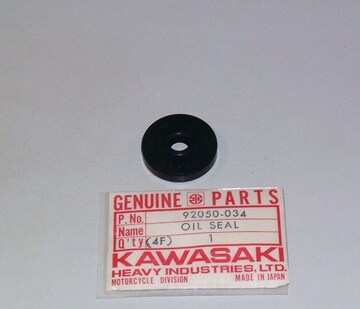 GENUINE PARTS
P. No. 92050-034
Name OIL SEAL
Q'ty (4F) 1
KAWASAKI
HEAVY INDUSTRIES, LTD.
MOTORCYCLE DIVISION MADE IN JAPAN